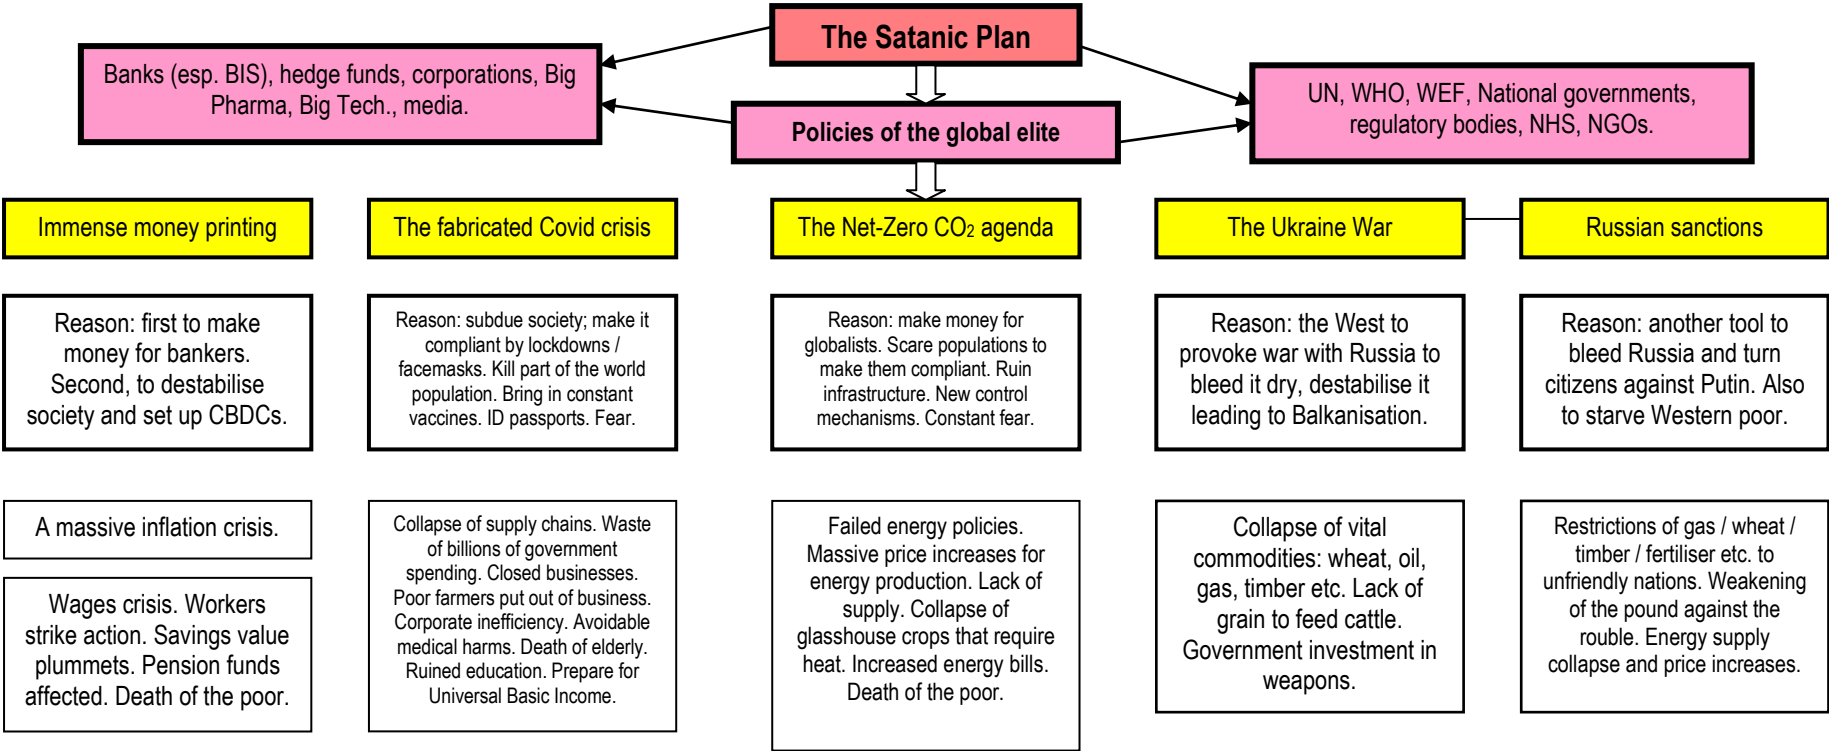 The Satanic Plan
Banks (esp. BIS), hedge funds, corporations, Big
Pharma, Big Tech., media.
UN, WHO, WEF, National governments,
regulatory bodies, NHS, NGOs.
Policies of the global elite
Immense money printing
The fabricated Covid crisis
The Net-Zero CO2 agenda
The Ukraine War
Russian sanctions
Reason: first to make
money for bankers.
Second, to destabilise
society and set up CBDCs.
Reason: subdue society; make it
compliant by lockdowns /
facemasks. Kill part of the world
population. Bring in constant
vaccines. ID passports. Fear.
Reason: make money for
globalists. Scare populations to
make them compliant. Ruin
infrastructure. New control
mechanisms. Constant fear.
Reason: the West to
provoke war with Russia to
bleed it dry, destabilise it
leading to Balkanisation.
Reason: another tool to
bleed Russia and turn
citizens against Putin. Also
to starve Western poor.
A massive inflation crisis.
Wages crisis. Workers
strike action. Savings value
plummets. Pension funds
affected. Death of the poor.
Collapse of supply chains. Waste
of billions of government
spending. Closed businesses.
Poor farmers put out of business.
Corporate inefficiency. Avoidable
medical harms. Death of elderly.
Ruined education. Prepare for
Universal Basic Income.
Failed energy policies.
Massive price increases for
energy production. Lack of
supply. Collapse of
glasshouse crops that require
heat. Increased energy bills.
Death of the poor.
Collapse of vital
commodities: wheat, oil,
gas, timber etc. Lack of
grain to feed cattle.
Government investment in
weapons.
Restrictions of gas / wheat /
timber / fertiliser etc. to
unfriendly nations. Weakening
of the pound against the
rouble. Energy supply
collapse and price increases.